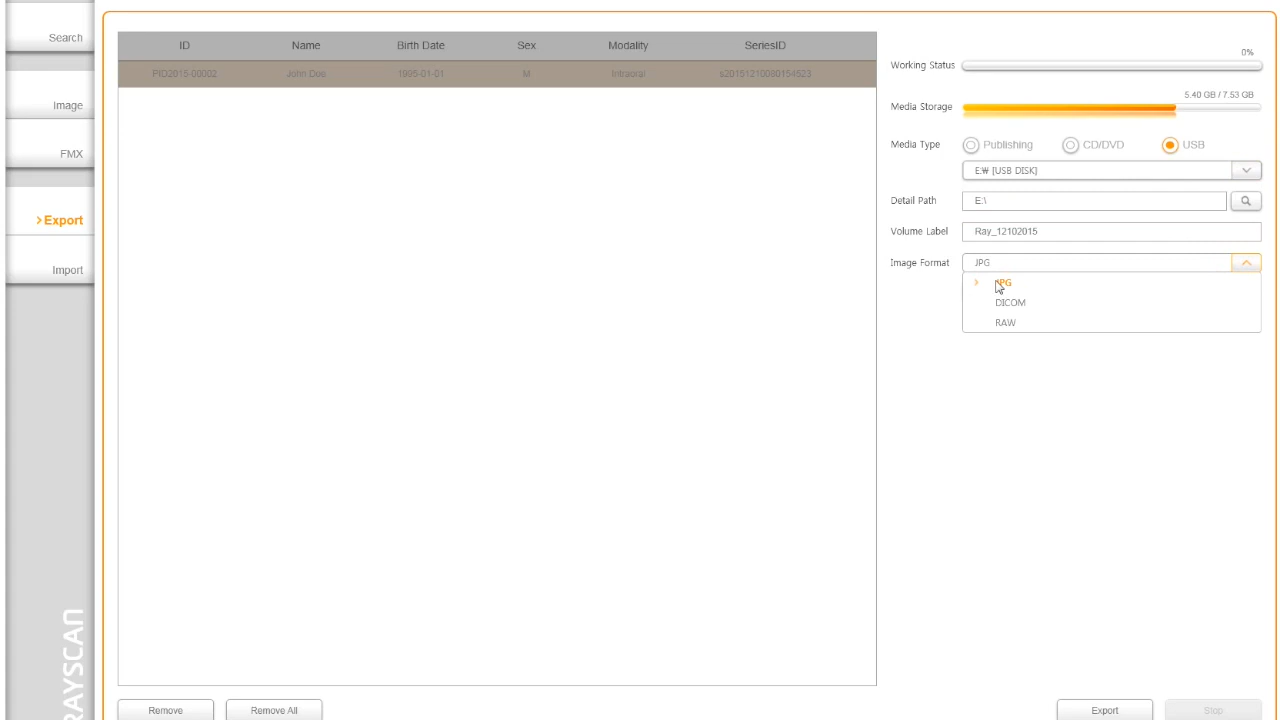 Search
Image
FMX
Export
Import
RAYSCAN
ID Name Birth Date Sex Modality SeriesID
PID2015-00002 John Doe 1995-01-01 M Intraoral s20151210080154523
Remove Remove All
0%
Working Status
5.40 GB / 7.53 GB
Media Storage
Media Type Publishing CD/DVD USB
E:₩ [USB DISK]
Detail Path E:\
Volume Label Ray_12102015
Image Format JPG
JPG
DICOM
RAW
Export Stop